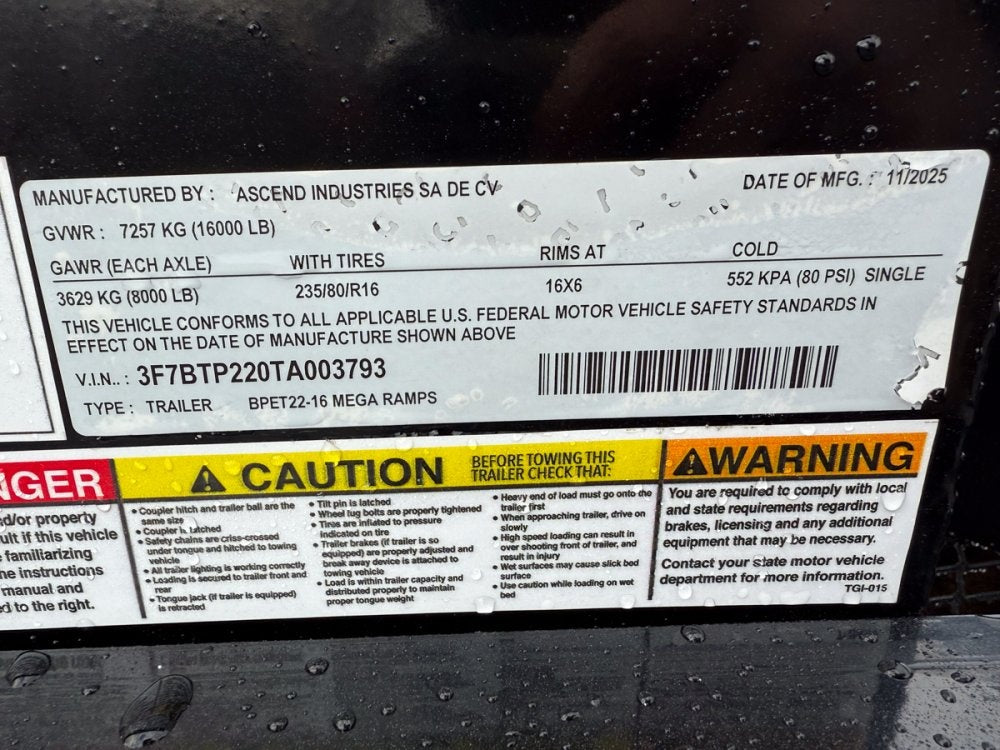 MANUFACTURED BY : ASCEND INDUSTRIES SA DE CV
DATE OF MFG. : 11/2025
GVWR : 7257 KG (16000 LB)
GAWR (EACH AXLE) WITH TIRES RIMS AT COLD
3629 KG (8000 LB) 235/80/R16 16X6 552 KPA (80 PSI) SINGLE
THIS VEHICLE CONFORMS TO ALL APPLICABLE U.S. FEDERAL MOTOR VEHICLE SAFETY STANDARDS IN
EFFECT ON THE DATE OF MANUFACTURE SHOWN ABOVE
V.I.N.. : 3F7BTP220TA003793
TYPE : TRAILER BPET22-16 MEGA RAMPS
NGER
d/or property
ult if this vehicle
familiarizing
he instructions
manual and
d to the right.
CAUTION
BEFORE TOWING THIS
TRAILER CHECK THAT:
• Coupler hitch and trailer ball are the
same size
• Coupler is latched
• Safety chains are criss-crossed
under tongue and hitched to towing
vehicle
• All trailer lighting is working correctly
• Loading is secured to trailer front and
rear
• Tongue jack (if trailer is equipped)
is retracted
• Tilt pin is latched
• Wheel lug bolts are properly tightened
• Tires are inflated to pressure
indicated on tire
• Trailer brakes (if trailer is so
equipped) are properly adjusted and
break away device is attached to
towing vehicle
• Load is within trailer capacity and
distributed properly to maintain
proper tongue weight
• Heavy end of load must go onto the
trailer first
• When approaching trailer, drive on
slowly
• High speed loading can result in
over shooting front of trailer, and
result in injury
• Wet surfaces may cause slick bed
surface
• Use caution while loading on wet
bed
WARNING
You are required to comply with local
and state requirements regarding
brakes, licensing and any additional
equipment that may be necessary.
Contact your state motor vehicle
department for more information.
TGI-015